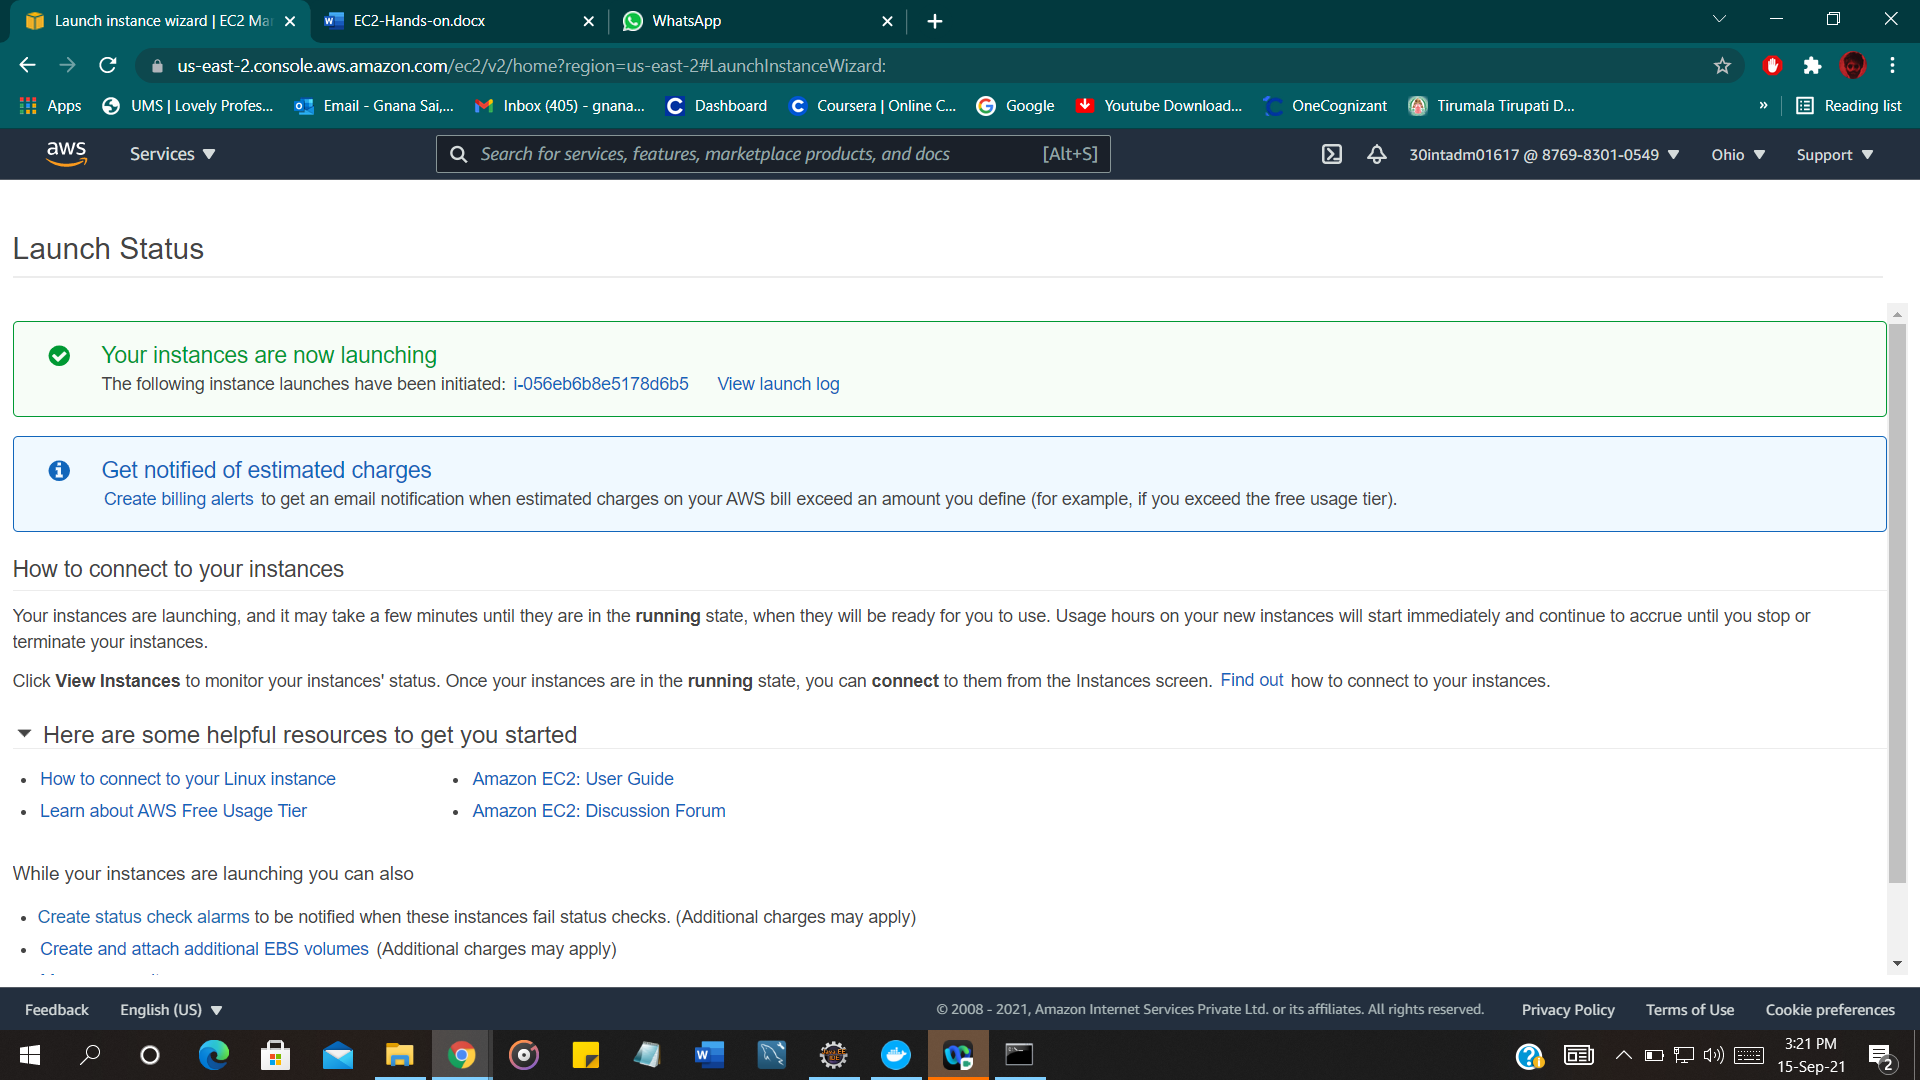 Launch instance wizard | EC2 Ma
EC2-Hands-on.docx
WhatsApp
us-east-2.console.aws.amazon.com/ec2/v2/home?region=us-east-2#LaunchInstanceWizard:
Apps
UMS | Lovely Profes...
Email - Gnana Sai,...
Inbox (405) - gnana...
Dashboard
Coursera | Online C...
Google
Youtube Download...
OneCognizant
Tirumala Tirupati D...
»
Reading list
aws
Services
Search for services, features, marketplace products, and docs
[Alt+S]
30intadm01617 @ 8769-8301-0549
Ohio
Support
Launch Status
Your instances are now launching
The following instance launches have been initiated: i-056eb6b8e5178d6b5 View launch log
Get notified of estimated charges
Create billing alerts to get an email notification when estimated charges on your AWS bill exceed an amount you define (for example, if you exceed the free usage tier).
How to connect to your instances
Your instances are launching, and it may take a few minutes until they are in the running state, when they will be ready for you to use. Usage hours on your new instances will start immediately and continue to accrue until you stop or
terminate your instances.
Click View Instances to monitor your instances' status. Once your instances are in the running state, you can connect to them from the Instances screen. Find out how to connect to your instances.
Here are some helpful resources to get you started
• How to connect to your Linux instance
• Amazon EC2: User Guide
• Learn about AWS Free Usage Tier
• Amazon EC2: Discussion Forum
While your instances are launching you can also
• Create status check alarms to be notified when these instances fail status checks. (Additional charges may apply)
• Create and attach additional EBS volumes (Additional charges may apply)
Feedback
English (US)
© 2008 - 2021, Amazon Internet Services Private Ltd. or its affiliates. All rights reserved.
Privacy Policy
Terms of Use
Cookie preferences
3:21 PM
15-Sep-21
2